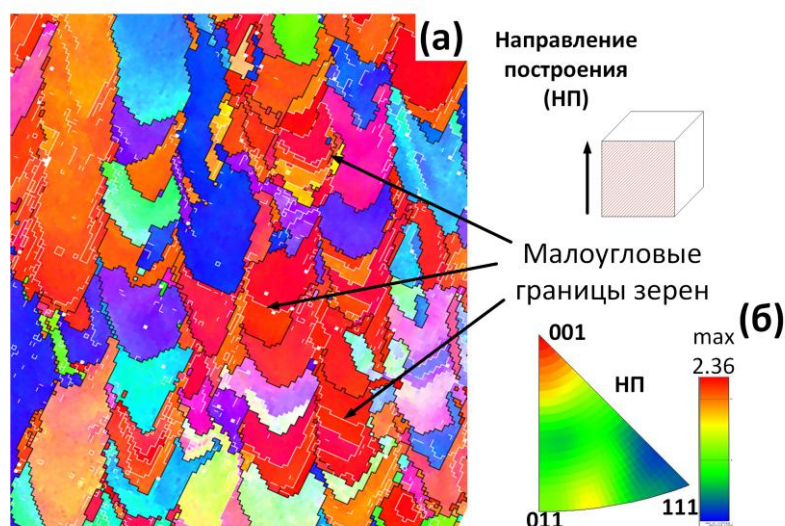 (а)
Направление
построения
(НП)
Малоугловые
границы зерен
(б)
max
2.36
001
НП
011
111